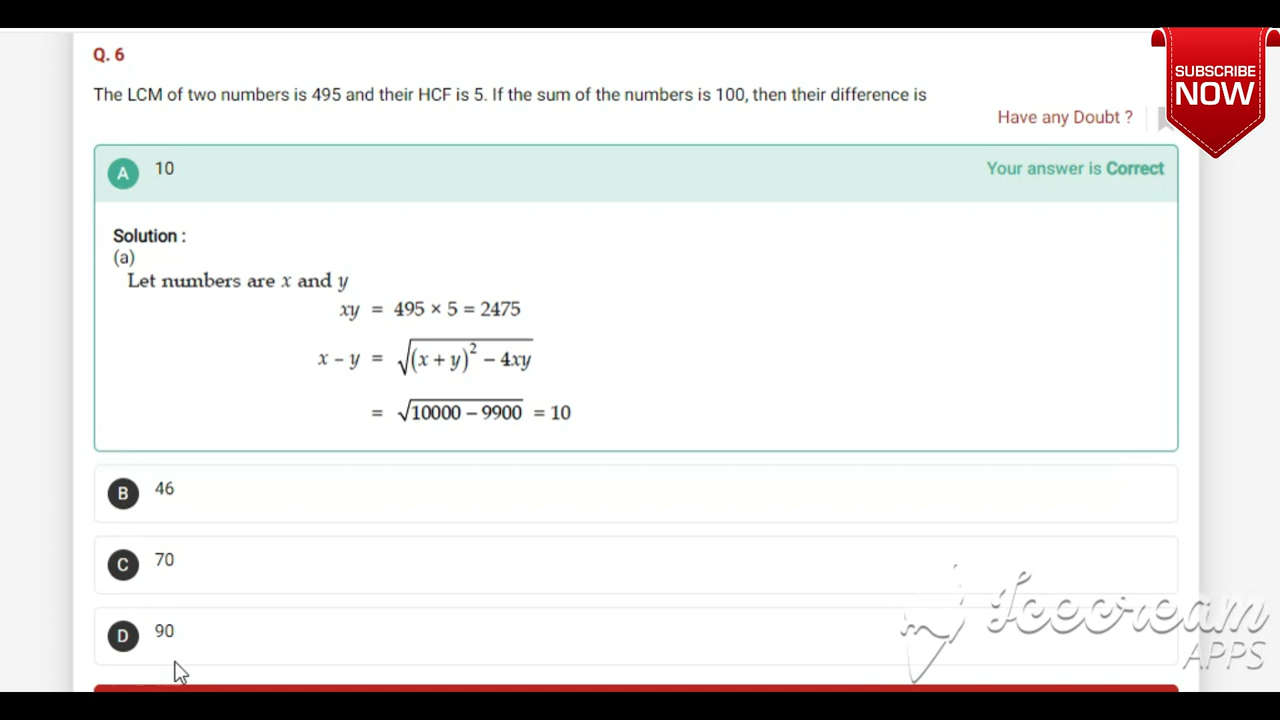 Q. 6
SUBSCRIBE
NOW
The LCM of two numbers is 495 and their HCF is 5. If the sum of the numbers is 100, then their difference is
Have any Doubt ?
A 10 Your answer is Correct
Solution :
(a)
Let numbers are x and y
xy = 495 × 5 = 2475
x – y = √(x + y)² – 4xy
= √10000 – 9900 = 10
B 46
C 70
D 90
Icecream
APPS